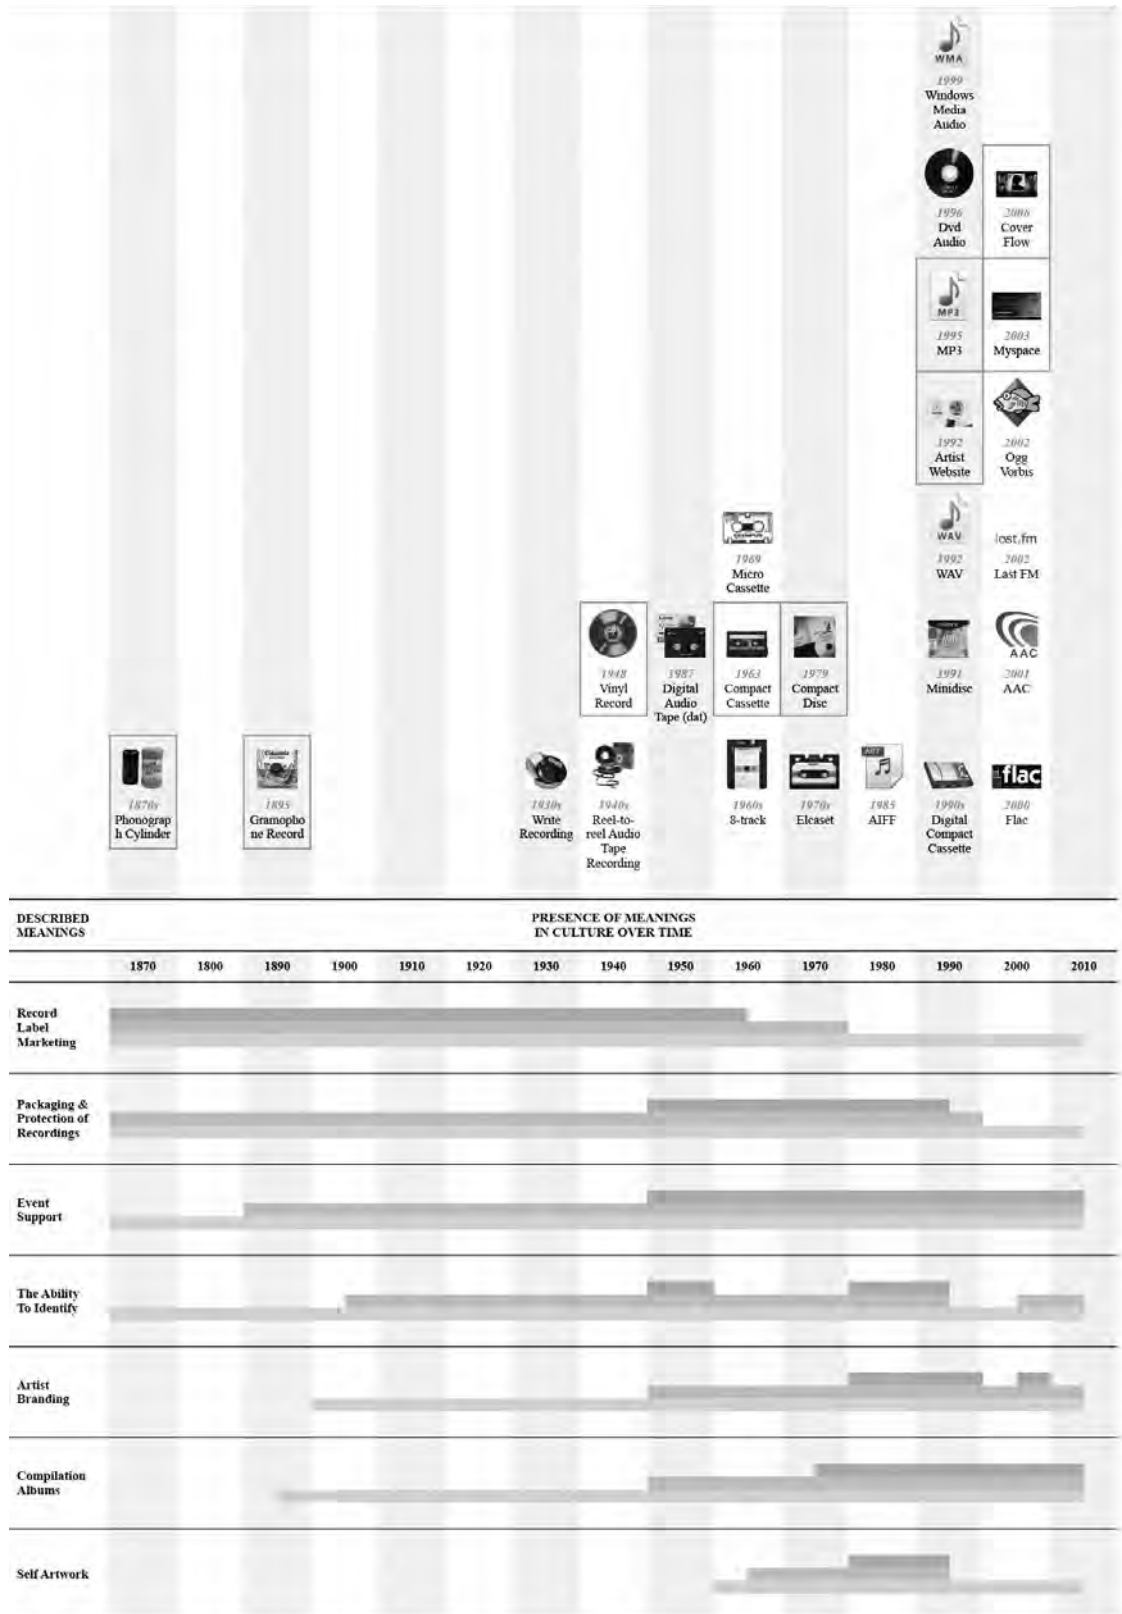 WMA
1999
Windows
Media
Audio
1996
Dvd
Audio
2006
Cover
Flow
MP3
1995
MP3
2003
Myspace
1992
Artist
Website
2002
Ogg
Vorbis
1969
Micro
Cassette
WAV
1992
WAV
lost.fm
2002
Last FM
1948
Vinyl
Record
1987
Digital
Audio
Tape (dat)
1963
Compact
Cassette
1979
Compact
Disc
1991
Minidisc
AAC
2001
AAC
1870s
Phonograp
h Cylinder
1895
Gramopho
ne Record
1930s
Write
Recording
1940s
Reel-to-
reel Audio
Tape
Recording
1960s
8-track
1970s
Elcaset
1985
AIFF
1990s
Digital
Compact
Cassette
flac
2000
Flac
DESCRIBED
MEANINGS
PRESENCE OF MEANINGS
IN CULTURE OVER TIME
1870 1800 1890 1900 1910 1920 1930 1940 1950 1960 1970 1980 1990 2000 2010
Record
Label
Marketing
Packaging &
Protection of
Recordings
Event
Support
The Ability
To Identify
Artist
Branding
Compilation
Albums
Self Artwork